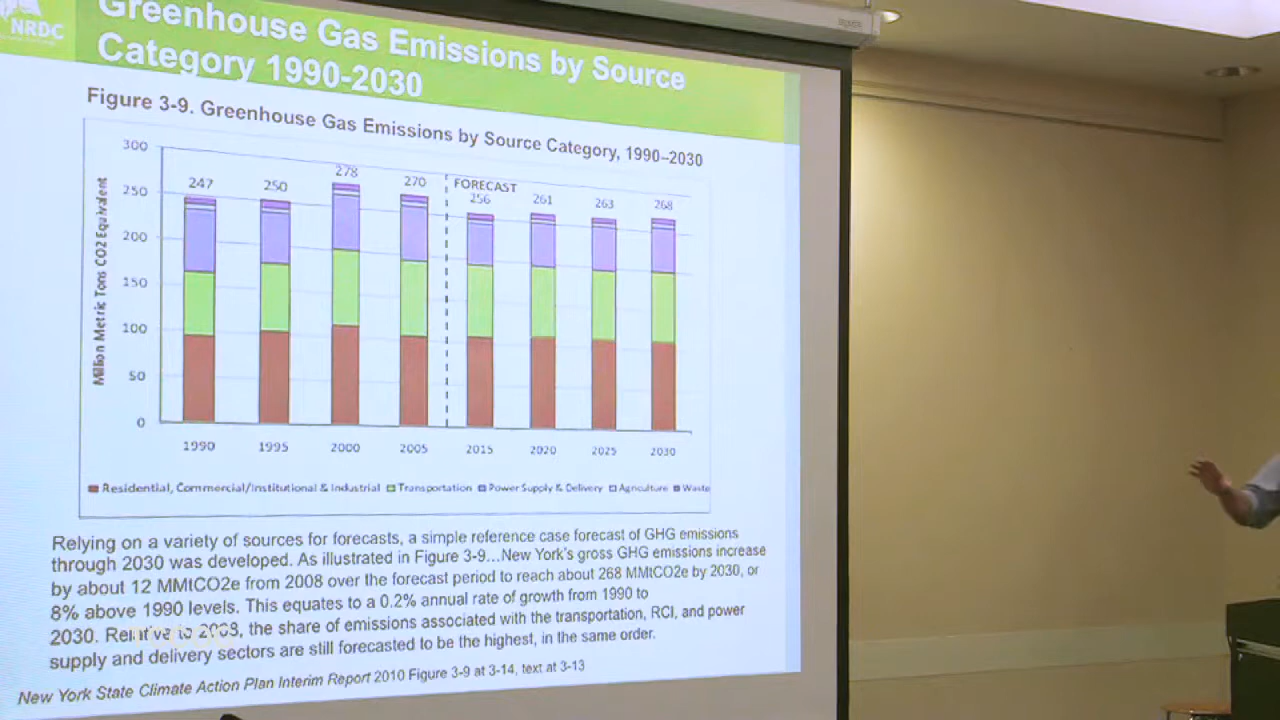 NRDC
Greenhouse Gas Emissions by Source
Category 1990-2030
Figure 3-9. Greenhouse Gas Emissions by Source Category, 1990–2030
Million Metric Tons CO2 Equivalent
300
250
200
150
100
50
0
247
250
278
270
FORECAST
256
261
263
268
1990
1995
2000
2005
2015
2020
2025
2030
Residential, Commercial/Institutional & Industrial
Transportation
Power Supply & Delivery
Agriculture
Waste
Relying on a variety of sources for forecasts, a simple reference case forecast of GHG emissions
through 2030 was developed. As illustrated in Figure 3-9...New York's gross GHG emissions increase
by about 12 MMtCO2e from 2008 over the forecast period to reach about 268 MMtCO2e by 2030, or
8% above 1990 levels. This equates to a 0.2% annual rate of growth from 1990 to
2030. Relative to 2008, the share of emissions associated with the transportation, RCI, and power
supply and delivery sectors are still forecasted to be the highest, in the same order.
New York State Climate Action Plan Interim Report 2010 Figure 3-9 at 3-14, text at 3-13